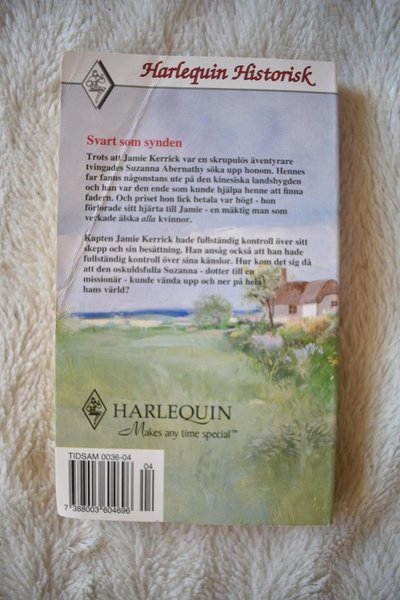 Harlequin Historisk
Svart som synden
Trots att Jamie Kerrick var en skrupulös äventyrare
tvingades Suzanna Abernathy söka upp honom. Hennes
far fanns någonstans ute på den kinesiska landsbygden
och han var den ende som kunde hjälpa henne att finna
fadern. Och priset hon fick betala var högt - hon
förlorade sitt hjärta till Jamie - en mäktig man som
verkade älska alla kvinnor.
Kapten Jamie Kerrick hade fullständig kontroll över sitt
skepp och sin besättning. Han ansåg också att han hade
fullständig kontroll över sina känslor. Hur kom det sig då
att den oskuldsfulla Suzanna - dotter till en
missionär - kunde vända upp och ner på hela
hans värld?
HARLEQUIN
Makes any time special™
TIDSAM 0036-04
04
7 388003 604696